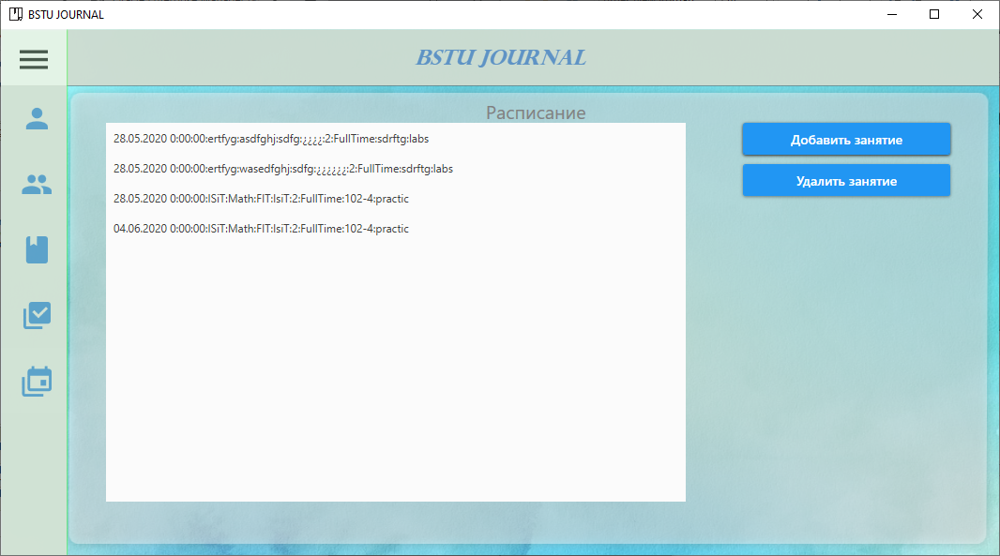 BSTU JOURNAL
BSTU JOURNAL
Расписание
28.05.2020 0:00:00:ertfyg:asdfghj:sdfg:¿¿¿¿:2:FullTime:sdrftg:labs
28.05.2020 0:00:00:ertfyg:wasedfghj:sdfg:¿¿¿¿¿¿:2:FullTime:sdrftg:labs
28.05.2020 0:00:00:ISiT:Math:FIT:IsiT:2:FullTime:102-4:practic
04.06.2020 0:00:00:ISiT:Math:FIT:IsiT:2:FullTime:102-4:practic
Добавить занятие
Удалить занятие